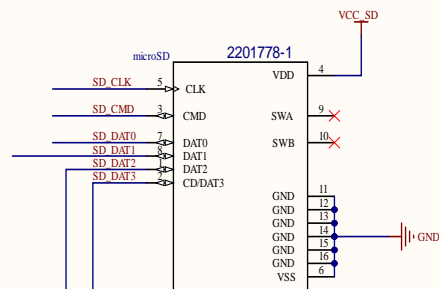 VCC_SD
microSD 2201778-1
VDD 4
SD_CLK 5 CLK
SD_CMD 3 CMD SWA 9
SD_DAT0 7 DAT0 SWB 10
SD_DAT1 8 DAT1
SD_DAT2 1 DAT2
SD_DAT3 2 CD/DAT3
GND 11
GND 12
GND 13
GND 14 GND
GND 15
GND 16
VSS 6